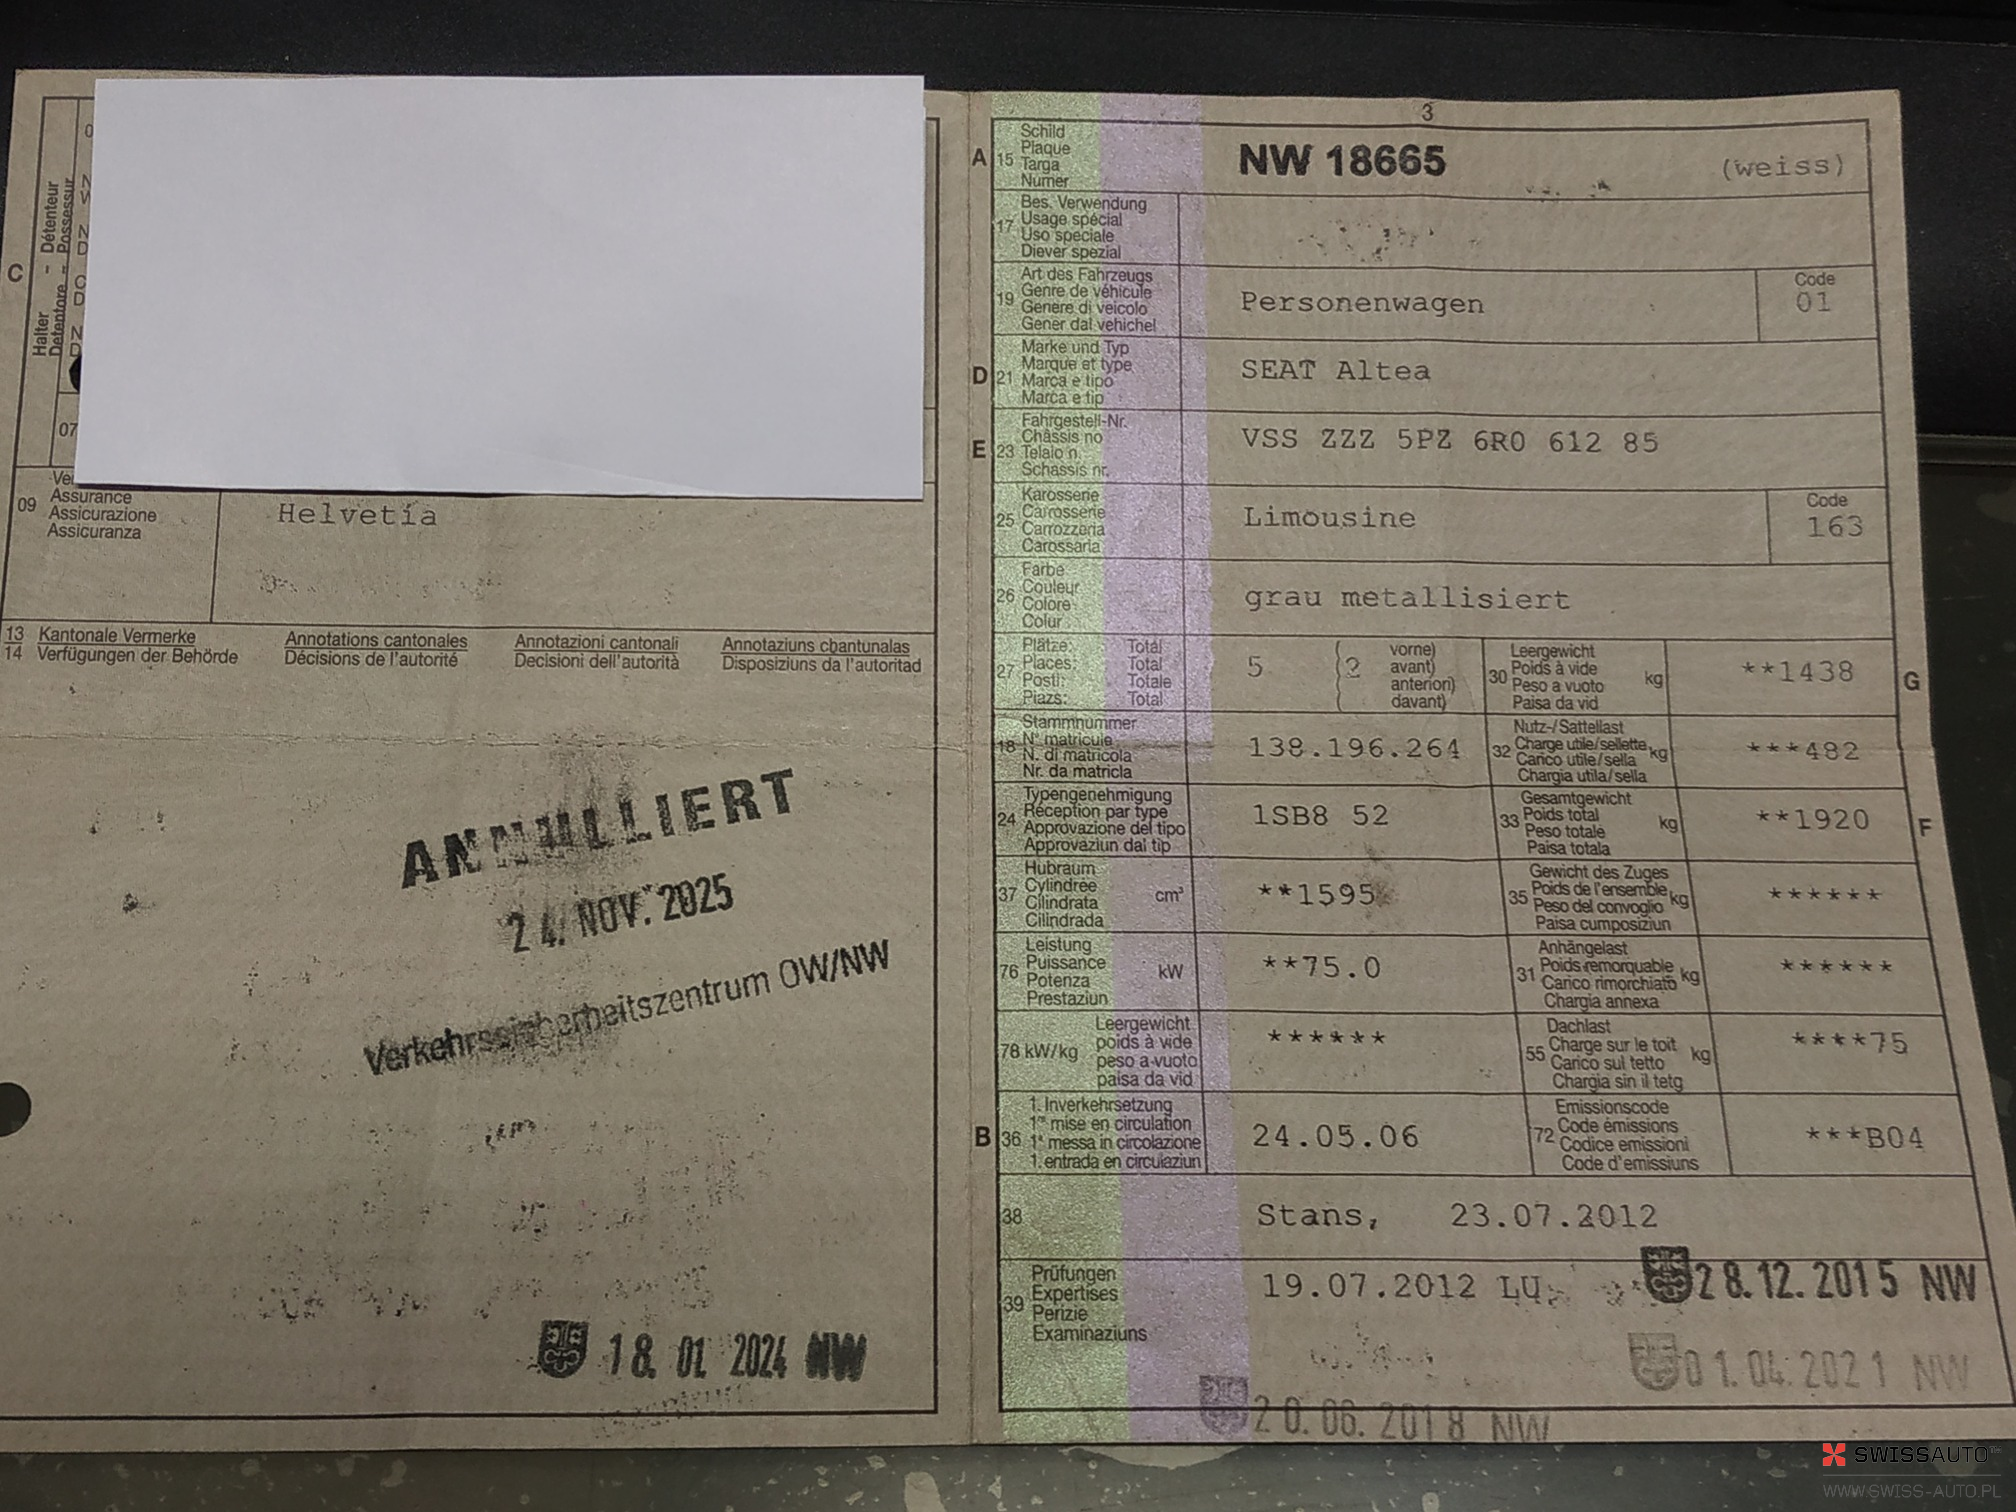 C
Halter - Détenteur
Detentore - Possessur
07
09
Assurance
Assicurazione
Assicuranza
Helvetia
13
14
Kantonale Vermerke
Verfügungen der Behörde
Annotations cantonales
Décisions de l'autorité
Annotazioni cantonali
Decisioni dell'autorità
Annotaziuns chantunalas
Disposiziuns da l'autoritad
ANNULLIERT
24. NOV. 2025
Verkehrssicherheitszentrum OW/NW
18. 01. 2024 NW
3
A
15
Schild
Plaque
Targa
Numer
NW 18665
(weiss)
17
Bes. Verwendung
Usage spécial
Uso speciale
Diever spezial
19
Art des Fahrzeugs
Genre de véhicule
Genere di veicolo
Gener dal vehichel
Personenwagen
Code
01
D
21
Marke und Typ
Marque et type
Marca e tipo
Marca e tip
SEAT Altea
E
23
Fahrgestell-Nr.
Châssis no
Telaio n.
Schassis nr.
VSS ZZZ 5PZ 6R0 612 85
25
Karosserie
Carrosserie
Carrozzeria
Carossaria
Limousine
Code
163
26
Farbe
Couleur
Colore
Colur
grau metallisiert
27
Plätze: Total
Places: Total
Posti: Totale
Plazs: Total
5 (2
vorne)
avant)
anteriori)
davant)
30
Leergewicht
Poids à vide
Peso a vuoto
Paisa da vid
kg
**1438
G
18
Stammnummer
N° matricule
N. di matricola
Nr. da matricla
138.196.264
32
Nutz-/Sattellast
Charge utile/sellette
Carico utile/sella
Chargia utila/sella
kg
***482
24
Typengenehmigung
Réception par type
Approvazione del tipo
Approvaziun dal tip
1SB8 52
33
Gesamtgewicht
Poids total
Peso totale
Paisa totala
kg
**1920
F
37
Hubraum
Cylindrée
Cilindrata
Cilindrada
cm³
**1595
35
Gewicht des Zuges
Poids de l'ensemble
Peso del convoglio
Paisa cumposiziun
kg
******
76
Leistung
Puissance
Potenza
Prestaziun
kW
**75.0
31
Anhängelast
Poids remorquable
Carico rimorchiato
Chargia annexa
kg
******
78 kW/kg
Leergewicht
poids à vide
peso a vuoto
paisa da vid
******
55
Dachlast
Charge sur le toit
Carico sul tetto
Chargia sin il tetg
kg
****75
B
36
1. Inverkehrsetzung
1re mise en circulation
1a messa in circolazione
1. entrada en circulaziun
24.05.06
72
Emissionscode
Code émissions
Codice emissioni
Code d'emissiuns
***B04
38
Stans, 23.07.2012
39
Prüfungen
Expertises
Perizie
Examinaziuns
19.07.2012 LU
28.12.2015 NW
01.04.2021 NW
20.06.2018 NW
SWISSAUTO
WWW.SWISS-AUTO.PL